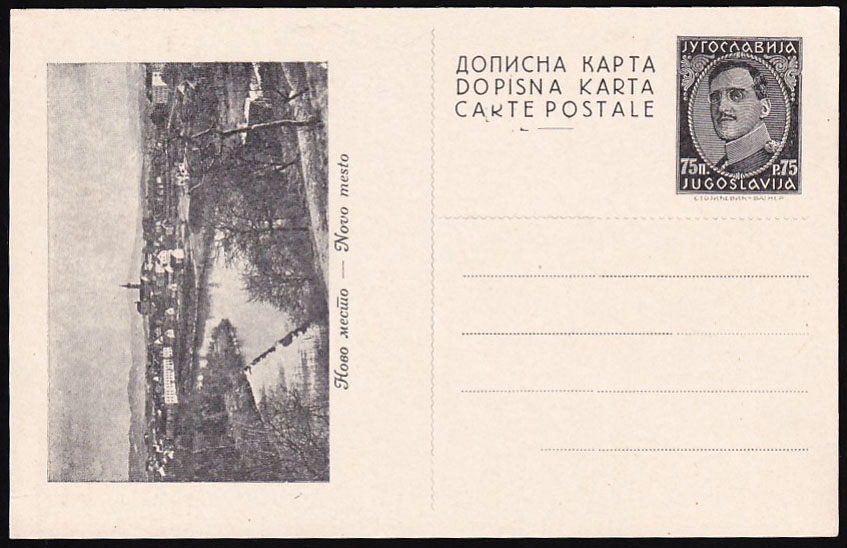 ДОПИСНА КАРТА
DOPISNA KARTA
CARTE POSTALE
ЈУГОСЛАВИЈА
75П. P.75
JUGOSLAVIJA
Ново место — Novo mesto